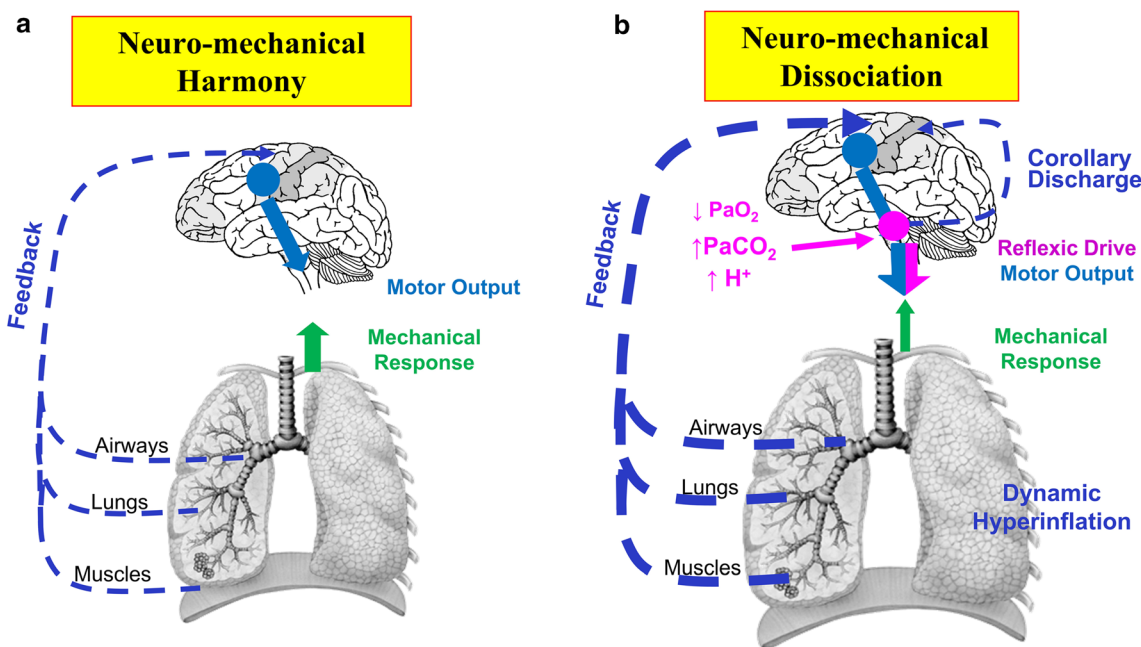 a
Neuro-mechanical
Harmony
Feedback
Motor Output
Mechanical
Response
Airways
Lungs
Muscles
b
Neuro-mechanical
Dissociation
Corollary
Discharge
↓ PaO₂
↑PaCO₂
↑ H⁺
Feedback
Reflexic Drive
Motor Output
Mechanical
Response
Airways
Lungs
Dynamic
Hyperinflation
Muscles